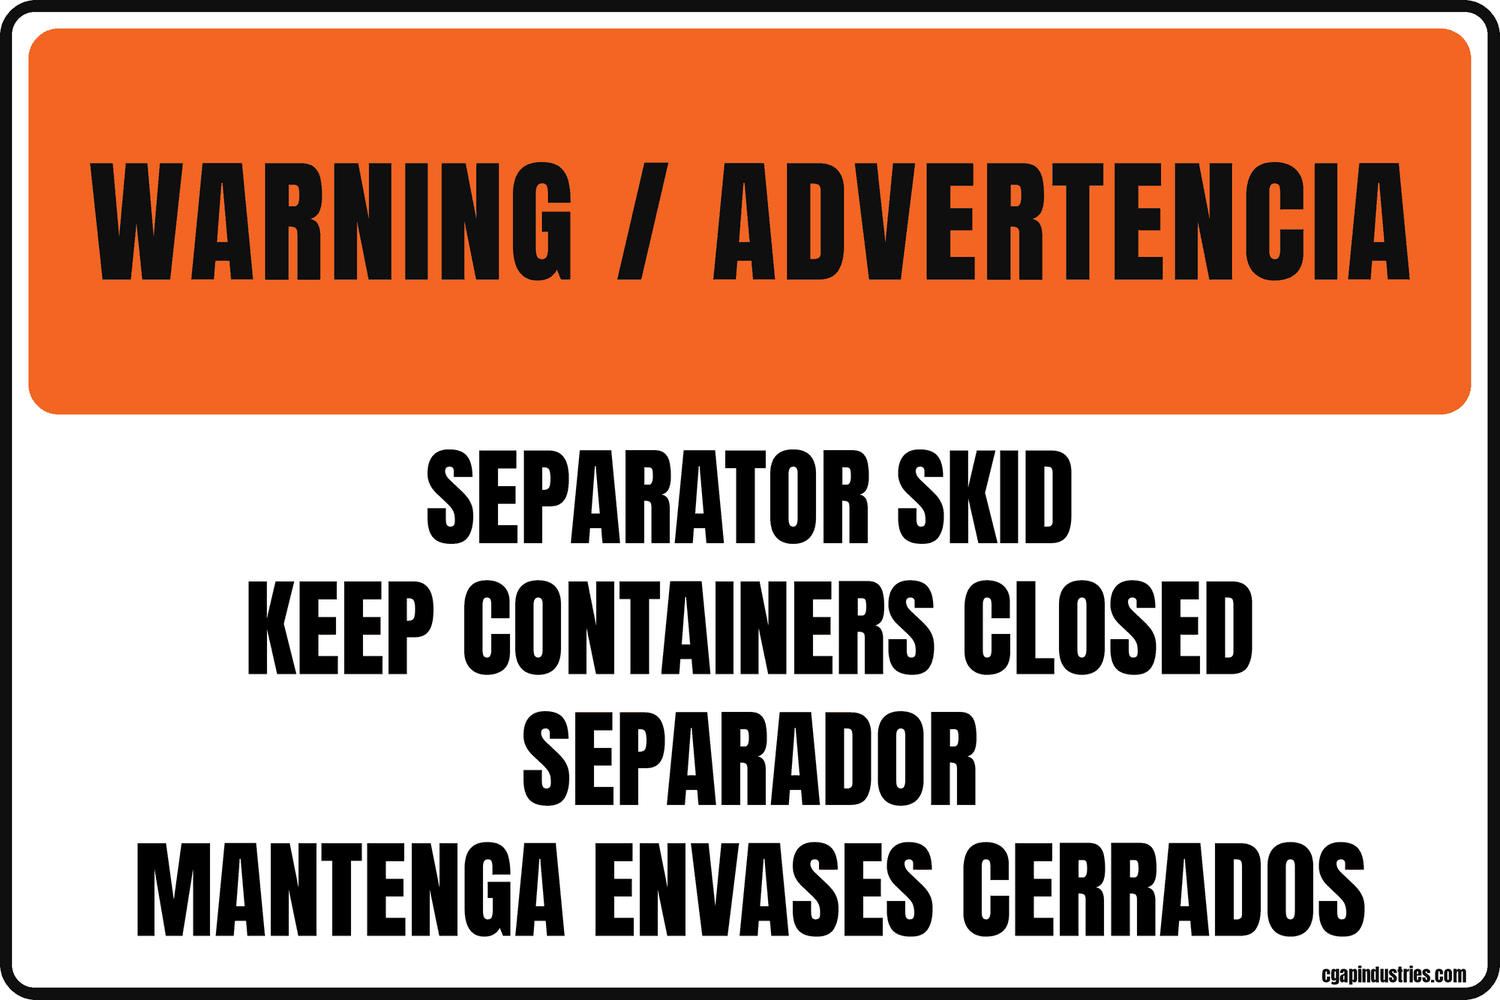 WARNING / ADVERTENCIA
SEPARATOR SKID
KEEP CONTAINERS CLOSED
SEPARADOR
MANTENGA ENVASES CERRADOS
cgapindustries.com